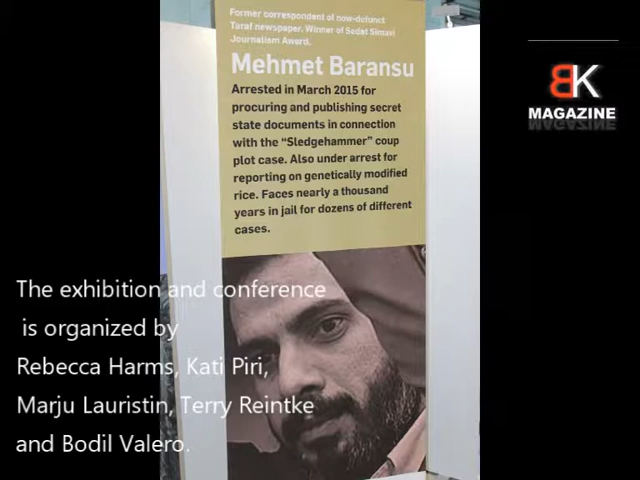 Former correspondent of now-defunct
Taraf newspaper. Winner of Sedat Simavi
Journalism Award.
Mehmet Baransu
Arrested in March 2015 for
procuring and publishing secret
state documents in connection
with the “Sledgehammer” coup
plot case. Also under arrest for
reporting on genetically modified
rice. Faces nearly a thousand
years in jail for dozens of different
cases.
BK
MAGAZINE
The exhibition and conference
is organized by
Rebecca Harms, Kati Piri,
Marju Lauristin, Terry Reintke
and Bodil Valero.